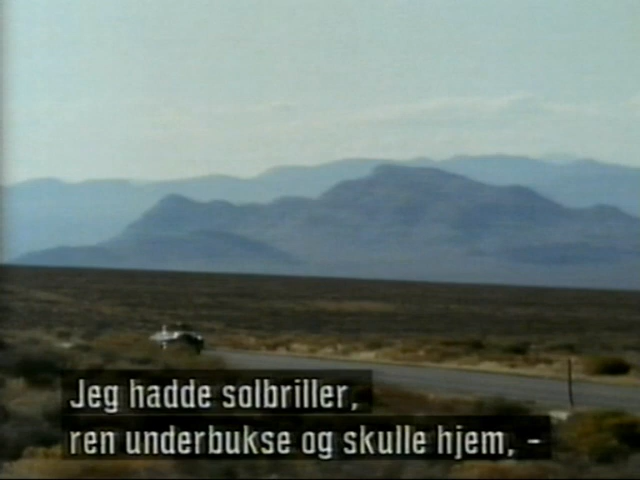 Jeg hadde solbriller,
ren underbukse og skulle hjem, -